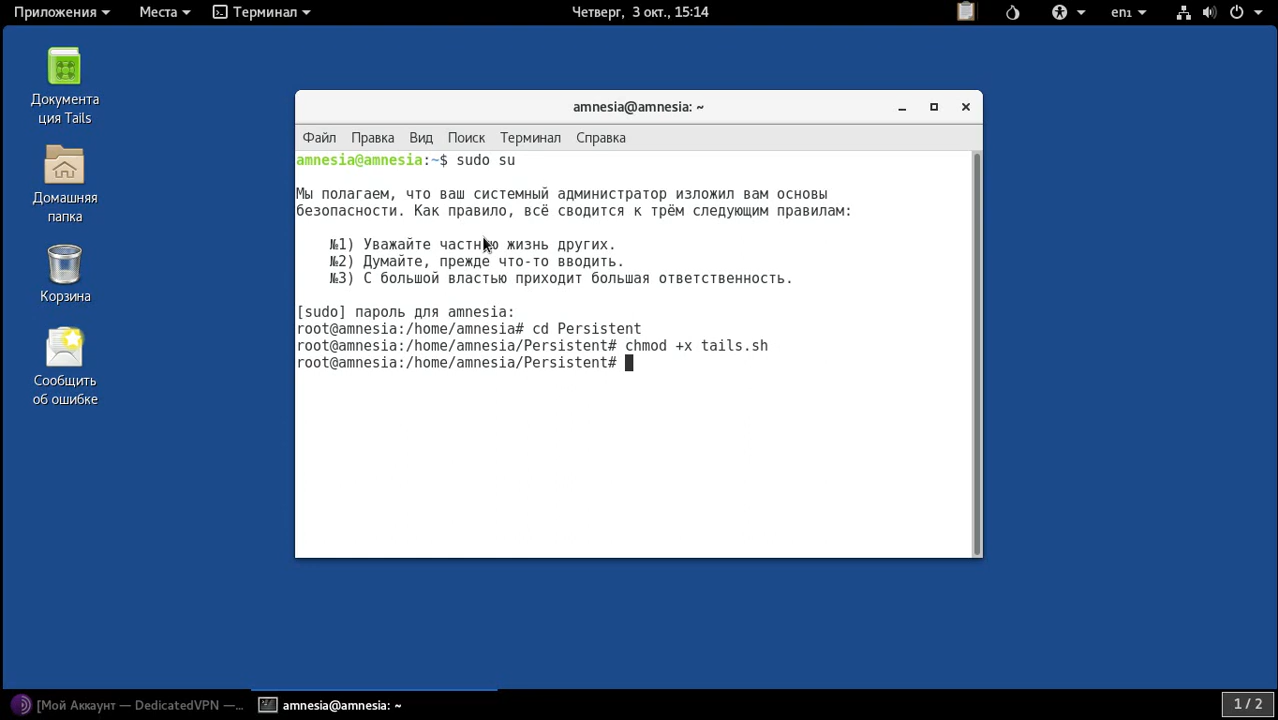 Приложения Места Терминал Четверг, 3 окт., 15:14 en₁
Документа
ция Tails
Домашняя
папка
Корзина
Сообщить
об ошибке
amnesia@amnesia: ~
Файл Правка Вид Поиск Терминал Справка
amnesia@amnesia:~$ sudo su
Мы полагаем, что ваш системный администратор изложил вам основы
безопасности. Как правило, всё сводится к трём следующим правилам:
№1) Уважайте частную жизнь других.
№2) Думайте, прежде что-то вводить.
№3) С большой властью приходит большая ответственность.
[sudo] пароль для amnesia:
root@amnesia:/home/amnesia# cd Persistent
root@amnesia:/home/amnesia/Persistent# chmod +x tails.sh
root@amnesia:/home/amnesia/Persistent#
[Мой Аккаунт — DedicatedVPN —... amnesia@amnesia: ~ 1 / 2